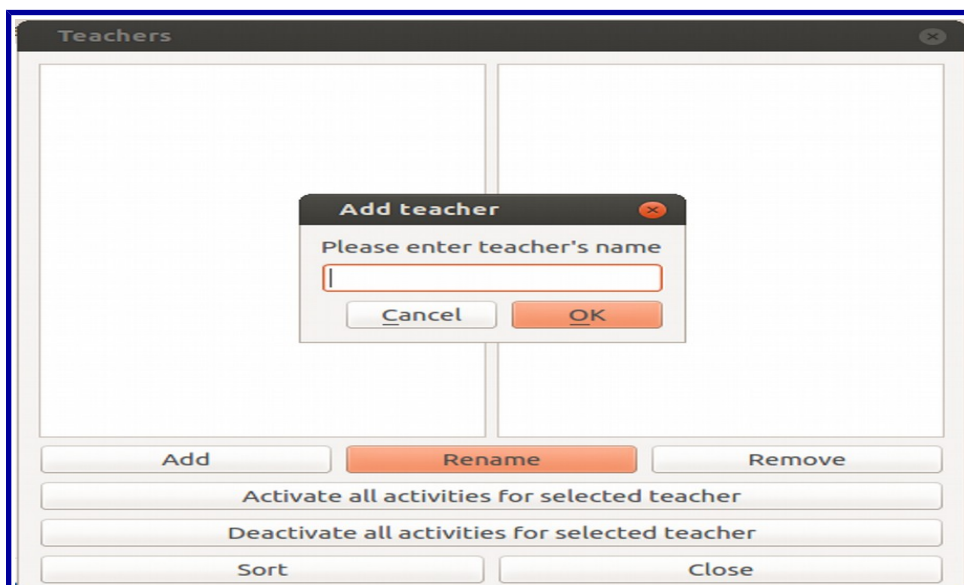 Teachers
Add teacher
Please enter teacher's name
Cancel OK
Add Rename Remove
Activate all activities for selected teacher
Deactivate all activities for selected teacher
Sort Close